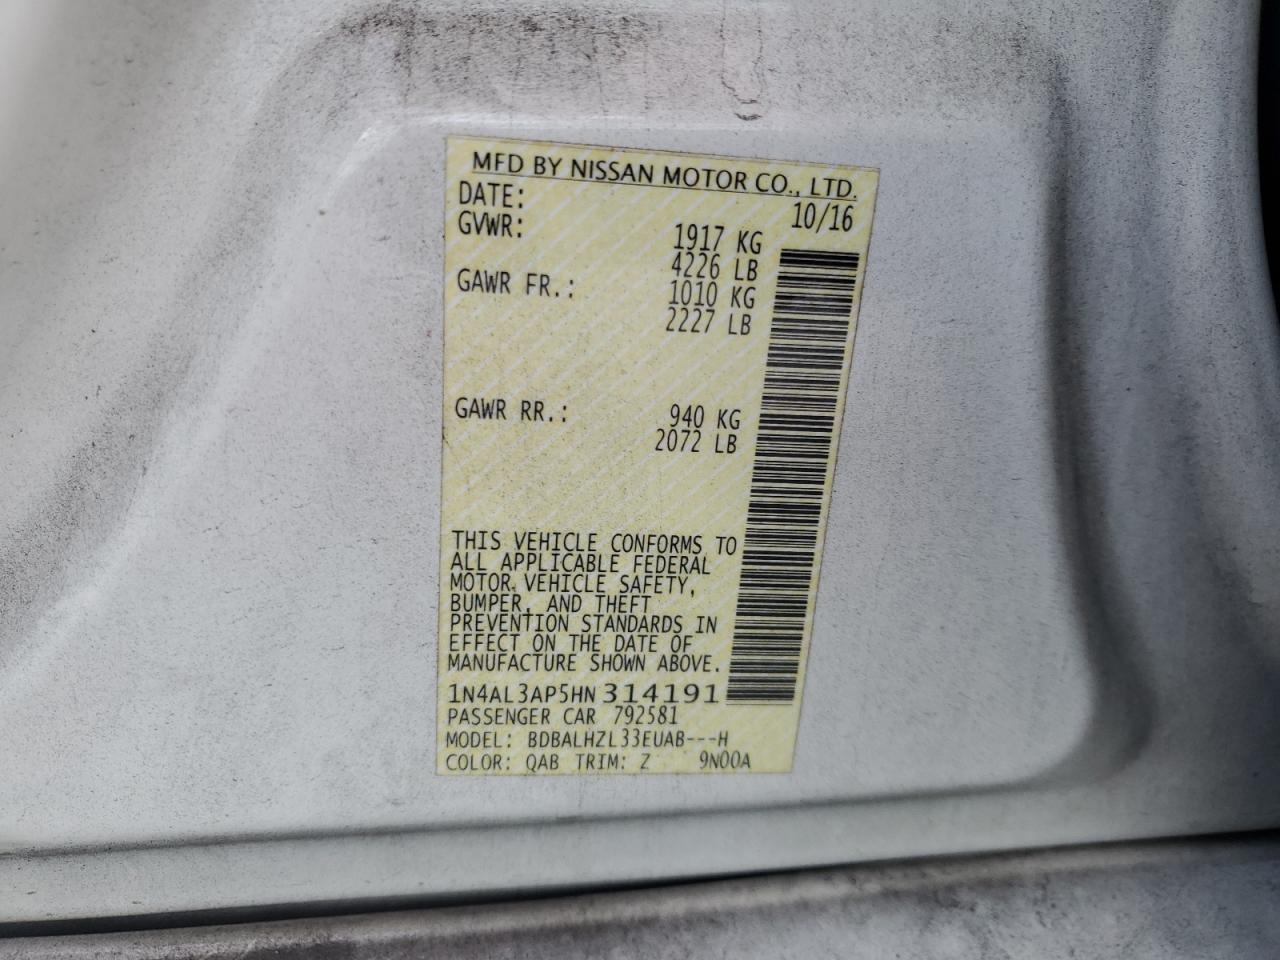 MFD BY NISSAN MOTOR CO., LTD.
DATE: 10/16
GVWR: 1917 KG
4226 LB
GAWR FR.: 1010 KG
2227 LB
GAWR RR.: 940 KG
2072 LB
THIS VEHICLE CONFORMS TO
ALL APPLICABLE FEDERAL
MOTOR VEHICLE SAFETY,
BUMPER, AND THEFT
PREVENTION STANDARDS IN
EFFECT ON THE DATE OF
MANUFACTURE SHOWN ABOVE.
1N4AL3AP5HN314191
PASSENGER CAR 792581
MODEL: BDBALHZL33EUAB---H
COLOR: QAB TRIM: Z 9N00A